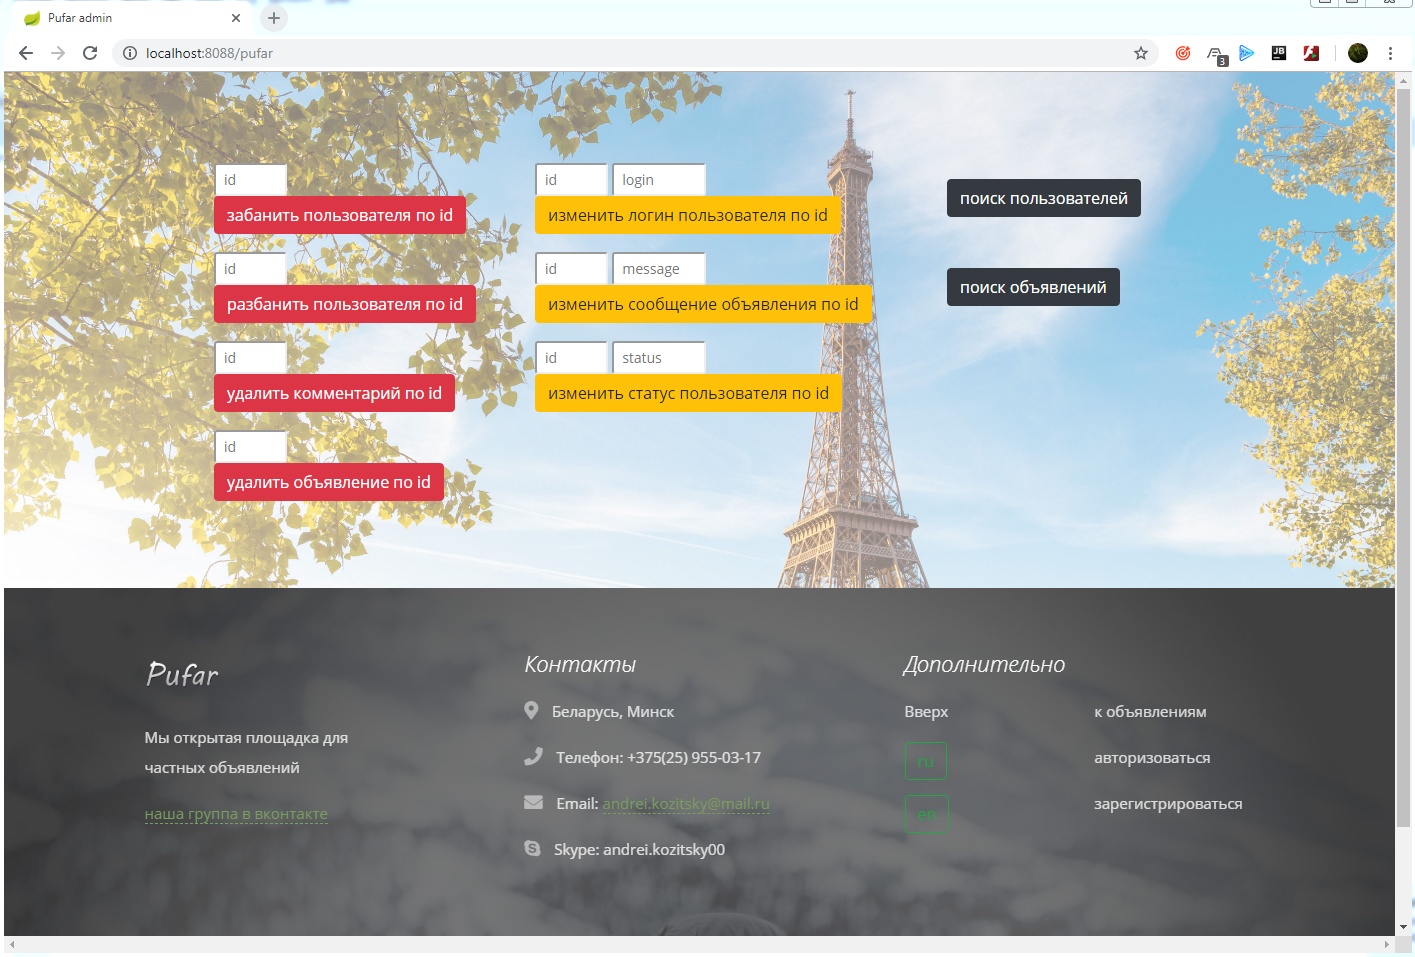 Pufar admin
localhost:8088/pufar
JB
3
id
забанить пользователя по id
id login
изменить логин пользователя по id
поиск пользователей
id
разбанить пользователя по id
id message
изменить сообщение объявления по id
поиск объявлений
id
удалить комментарий по id
id status
изменить статус пользователя по id
id
удалить объявление по id
Pufar
Мы открытая площадка для
частных объявлений
наша группа в вконтакте
Контакты
Беларусь, Минск
Телефон: +375(25) 955-03-17
Email: andrei.kozitsky@mail.ru
Skype: andrei.kozitsky00
Дополнительно
Вверх
ru
en
к объявлениям
авторизоваться
зарегистрироваться